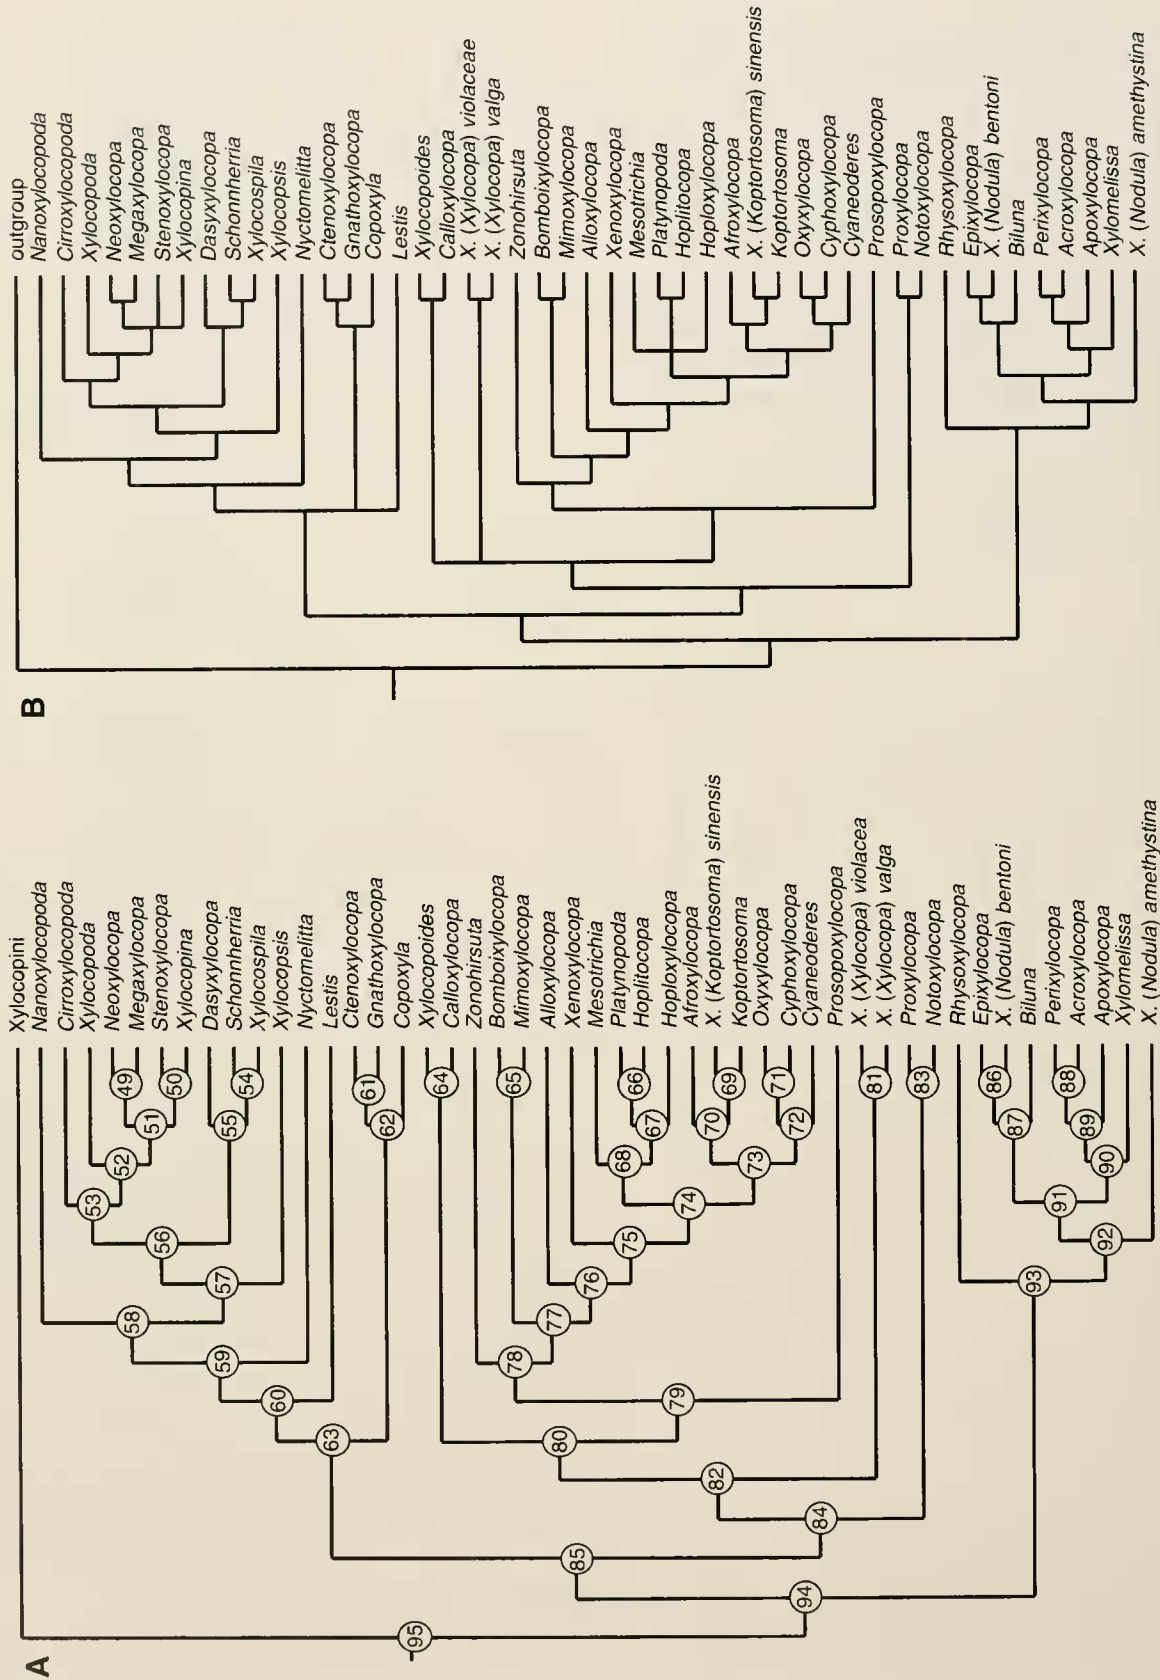 A
Xylocopini
Nanoxylocopoda
Cirroxylocopoda
Xylocopoda
Neoxylocopa
Megaxylocopa
Stenoxylocopa
Xylocopina
Dasyxylocopa
Schonnherria
Xylocospila
Xylocopsis
Nyctomelitta
Lestis
Ctenoxylocopa
Gnathoxylocopa
Copoxyla
Xylocopoides
Calloxylocopa
Zonohirsuta
Bomboixylocopa
Mimoxylocopa
Alloxylocopa
Xenoxylocopa
Mesotrichia
Platynopoda
Hoplitocopa
Hoploxylocopa
Afroxylocopa
X. (Koptortosoma) sinensis
Koptortosoma
Oxyxylocopa
Cyphoxylocopa
Cyaneoderes
Prosopoxylocopa
X. (Xylocopa) violacea
X. (Xylocopa) valga
Proxylocopa
Notoxylocopa
Rhysoxylocopa
Epixylocopa
X. (Nodula) bentoni
Biluna
Perixylocopa
Acroxylocopa
Apoxylocopa
Xylomelissa
X. (Nodula) amethystina
49
50
51
52
53
54
55
56
57
58
59
60
61
62
63
64
65
66
67
68
69
70
71
72
73
74
75
76
77
78
79
80
81
82
83
84
85
86
87
88
89
90
91
92
93
94
95
B
outgroup
Nanoxylocopoda
Cirroxylocopoda
Xylocopoda
Neoxylocopa
Megaxylocopa
Stenoxylocopa
Xylocopina
Dasyxylocopa
Schonnherria
Xylocospila
Xylocopsis
Nyctomelitta
Ctenoxylocopa
Gnathoxylocopa
Copoxyla
Lestis
Xylocopoides
Calloxylocopa
X. (Xylocopa) violaceae
X. (Xylocopa) valga
Zonohirsuta
Bomboixylocopa
Mimoxylocopa
Alloxylocopa
Xenoxylocopa
Mesotrichia
Platynopoda
Hoplitocopa
Hoploxylocopa
Afroxylocopa
X. (Koptortosoma) sinensis
Koptortosoma
Oxyxylocopa
Cyphoxylocopa
Cyaneoderes
Prosopoxylocopa
Proxylocopa
Notoxylocopa
Rhysoxylocopa
Epixylocopa
X. (Nodula) bentoni
Biluna
Perixylocopa
Acroxylocopa
Apoxylocopa
Xylomelissa
X. (Nodula) amethystina